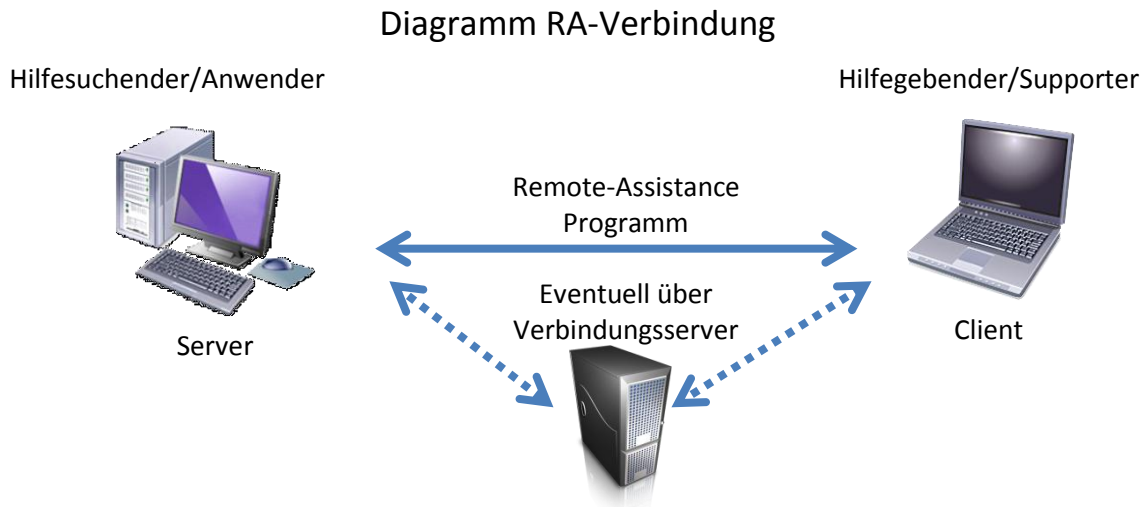 Diagramm RA-Verbindung
Hilfesuchender/Anwender
Hilfegebender/Supporter
Remote-Assistance
Programm
Eventuell über
Verbindungsserver
Server
Client